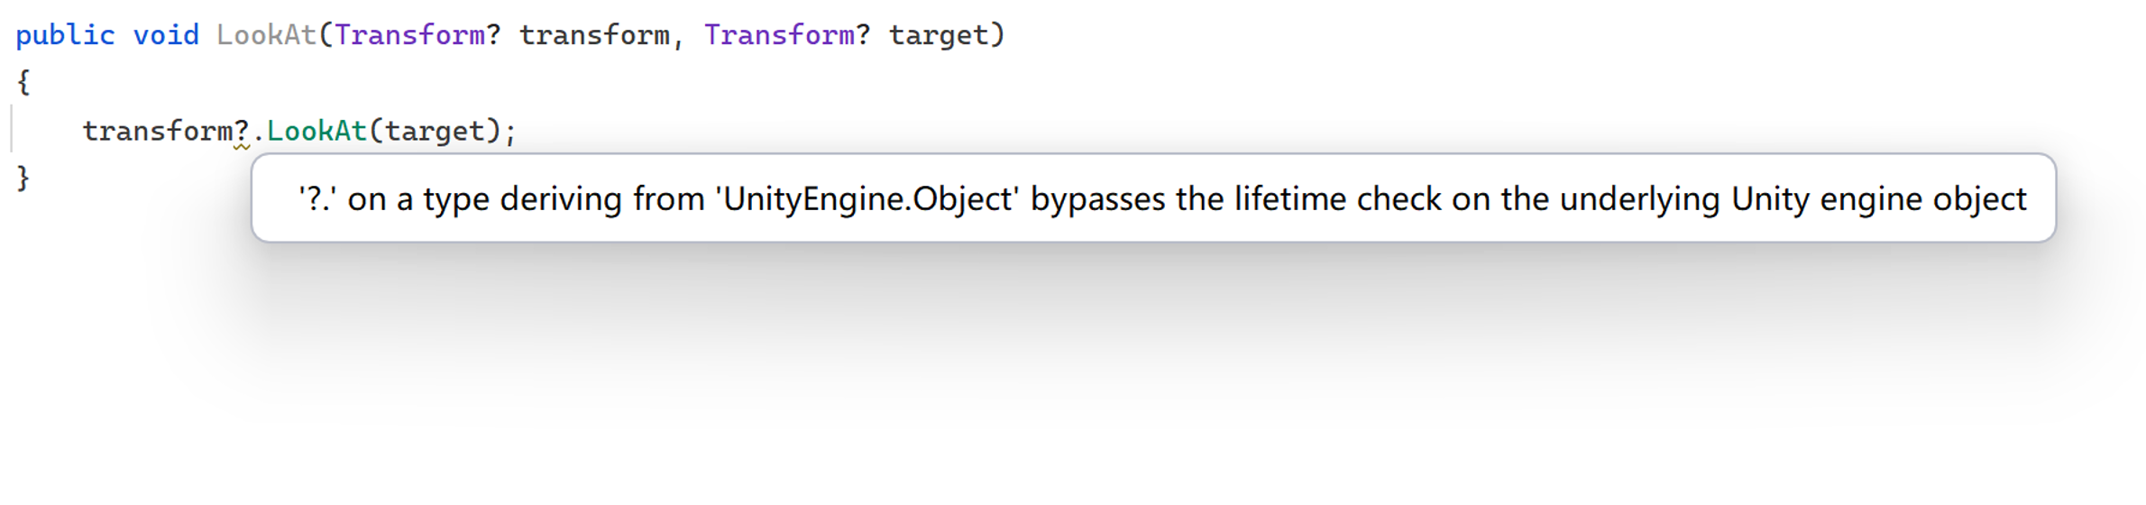 public void LookAt(Transform? transform, Transform? target)
{
transform?.LookAt(target);
}
'?.' on a type deriving from 'UnityEngine.Object' bypasses the lifetime check on the underlying Unity engine object